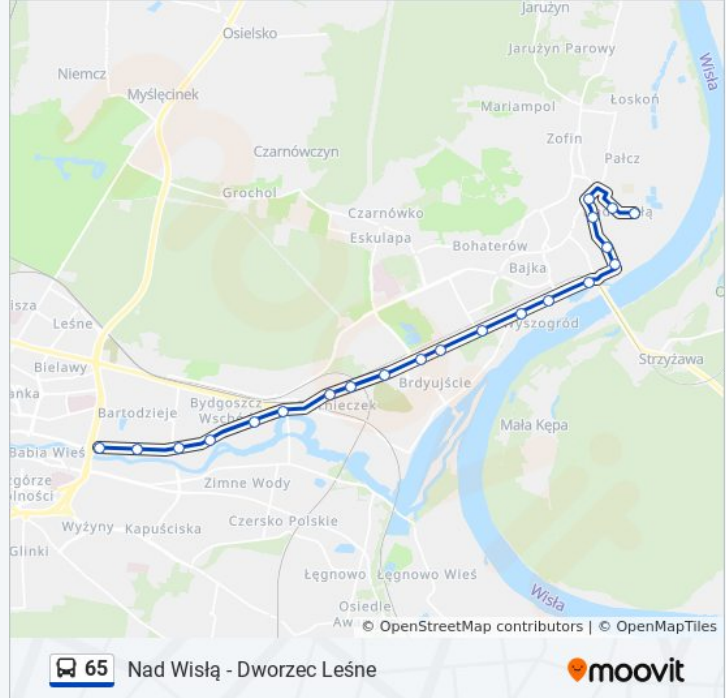 Jarużyn
Osielsko
Jarużyn Parowy
Wisła
Niemcz
Myślęcinek
Łoskoń
Mariampol
Zofin
Czarnówczyn
Pałcz
Grochol
Czarnówko
Eskulapa
Bohaterów
Bajka
Leśne
Strzyżawa
Bielawy
Brdyujście
Bartodzieje
Bydgoszcz
Mała Kępa
Babia Wieś
Zimne Wody
Czersko Polskie
Wyżyny
Kapuściska
Glinki
Łęgnowo
Łęgnowo Wieś
Wisła
Osiedle
© OpenStreetMap contributors | © OpenMapTiles
65
Nad Wisłą - Dworzec Leśne
moovit